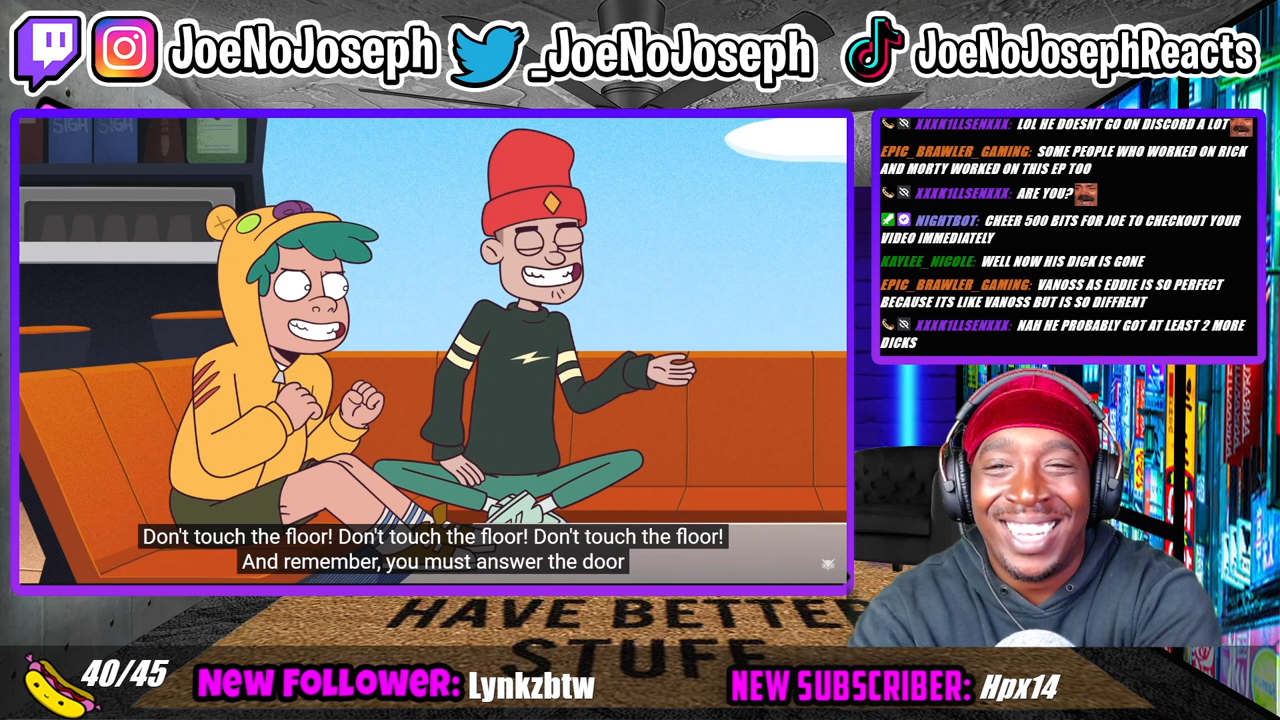 JoeNoJoseph _JoeNoJoseph JoeNoJosephReacts
SIGH SIGH
XXXK1LLSENXXX: LOL HE DOESNT GO ON DISCORD A LOT
EPIC_BRAWLER_GAMING: SOME PEOPLE WHO WORKED ON RICK
AND MORTY WORKED ON THIS EP TOO
XXXK1LLSENXXX: ARE YOU?
NIGHTBOT: CHEER 500 BITS FOR JOE TO CHECKOUT YOUR
VIDEO IMMEDIATELY
KAYLEE_NICOLE: WELL NOW HIS DICK IS GONE
EPIC_BRAWLER_GAMING: VANOSS AS EDDIE IS SO PERFECT
BECAUSE ITS LIKE VANOSS BUT IS SO DIFFRENT
XXXK1LLSENXXX: NAH HE PROBABLY GOT AT LEAST 2 MORE
DICKS
Don't touch the floor! Don't touch the floor! Don't touch the floor!
And remember, you must answer the door
HAVE BETTER
STUFF
40/45 NEW FOLLOWER: Lynkzbtw NEW SUBSCRIBER: Hpx14